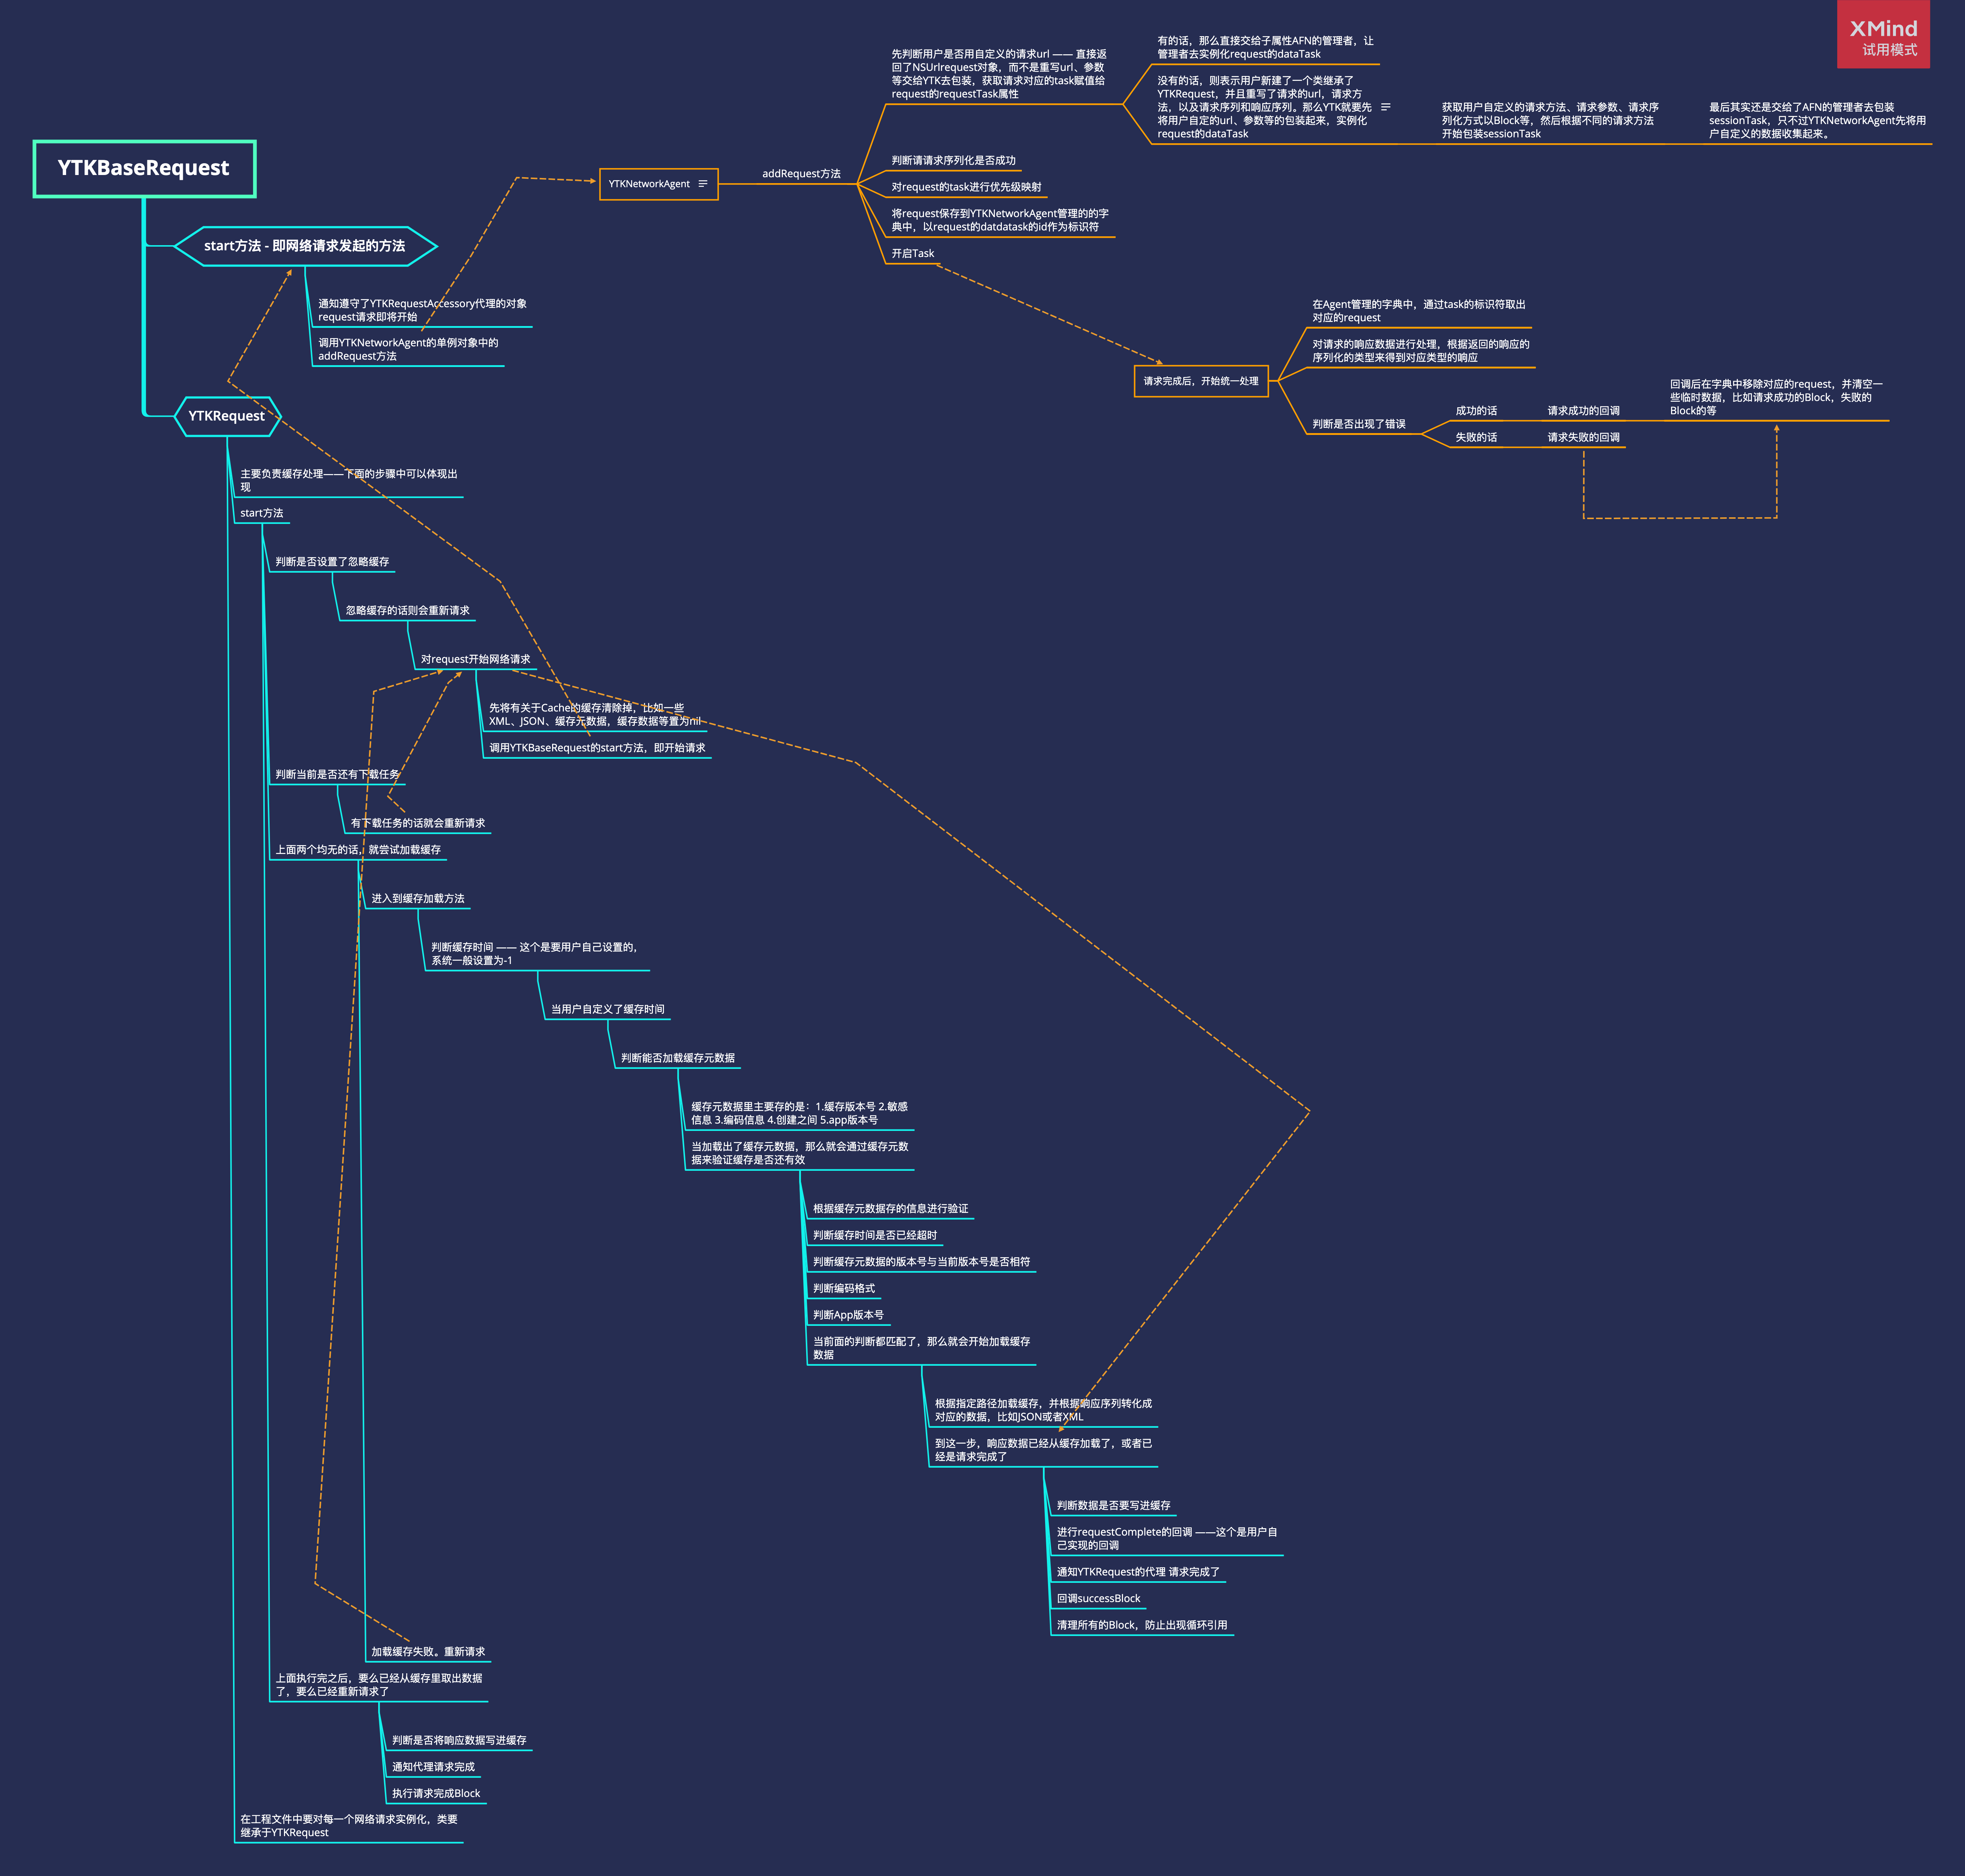 XMind
试用模式
YTKBaseRequest
start方法 - 即网络请求发起的方法
通知遵守了YTKRequestAccessory代理的对象
request请求即将开始
调用YTKNetworkAgent的单例对象中的
addRequest方法
YTKNetworkAgent
addRequest方法
先判断用户是否用自定义的请求url —— 直接返
回了NSUrlrequest对象，而不是重写url、参数
等交给YTK去包装，获取请求对应的task赋值给
request的requestTask属性
有的话，那么直接交给子属性AFN的管理者，让
管理者去实例化request的dataTask
没有的话，则表示用户新建了一个类继承了
YTKRequest，并且重写了请求的url，请求方
法，以及请求序列和响应序列。那么YTK就要先
将用户自定的url、参数等的包装起来，实例化
request的dataTask
获取用户自定义的请求方法、请求参数、请求序
列化方式以Block等，然后根据不同的请求方法
开始包装sessionTask
最后其实还是交给了AFN的管理者去包装
sessionTask，只不过YTKNetworkAgent先将用
户自定义的数据收集起来。
判断请请求序列化是否成功
对request的task进行优先级映射
将request保存到YTKNetworkAgent管理的的字
典中，以request的datdatask的id作为标识符
开启Task
请求完成后，开始统一处理
在Agent管理的字典中，通过task的标识符取出
对应的request
对请求的响应数据进行处理，根据返回的响应的
序列化的类型来得到对应类型的响应
判断是否出现了错误
成功的话
请求成功的回调
回调后在字典中移除对应的request，并清空一
些临时数据，比如请求成功的Block，失败的
Block的等
失败的话
请求失败的回调
YTKRequest
主要负责缓存处理——下面的步骤中可以体现出
现
start方法
判断是否设置了忽略缓存
忽略缓存的话则会重新请求
对request开始网络请求
先将有关于Cache的缓存清除掉，比如一些
XML、JSON、缓存元数据，缓存数据等置为nil
调用YTKBaseRequest的start方法，即开始请求
判断当前是否还有下载任务
有下载任务的话就会重新请求
上面两个均无的话，就尝试加载缓存
进入到缓存加载方法
判断缓存时间 —— 这个是要用户自己设置的，
系统一般设置为-1
当用户自定义了缓存时间
判断能否加载缓存元数据
缓存元数据里主要存的是：1.缓存版本号 2.敏感
信息 3.编码信息 4.创建之间 5.app版本号
当加载出了缓存元数据，那么就会通过缓存元数
据来验证缓存是否还有效
根据缓存元数据存的信息进行验证
判断缓存时间是否已经超时
判断缓存元数据的版本号与当前版本号是否相符
判断编码格式
判断App版本号
当前面的判断都匹配了，那么就会开始加载缓存
数据
根据指定路径加载缓存，并根据响应序列转化成
对应的数据，比如JSON或者XML
到这一步，响应数据已经从缓存加载了，或者已
经是请求完成了
判断数据是否要写进缓存
进行requestComplete的回调 ——这个是用户自
己实现的回调
通知YTKRequest的代理 请求完成了
回调successBlock
清理所有的Block，防止出现循环引用
加载缓存失败。重新请求
上面执行完之后，要么已经从缓存里取出数据
了，要么已经重新请求了
判断是否将响应数据写进缓存
通知代理请求完成
执行请求完成Block
在工程文件中要对每一个网络请求实例化，类要
继承于YTKRequest